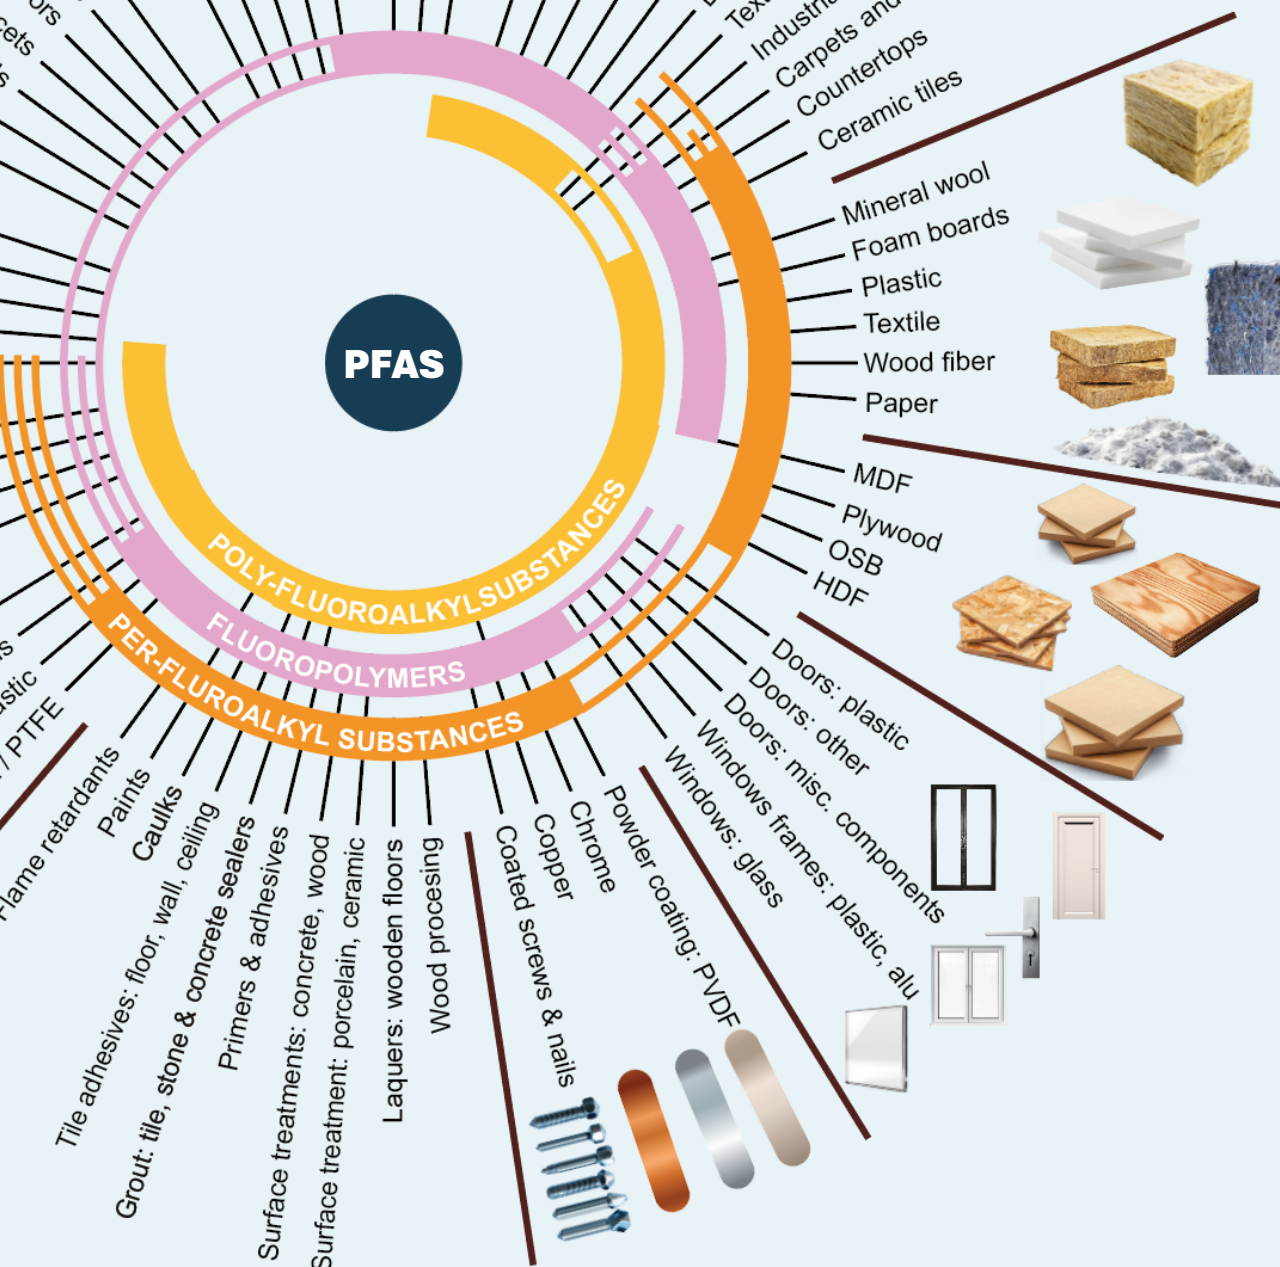 PFAS
POLY-FLUOROALKYLSUBSTANCES
FLUOROPOLYMERS
PER-FLUROALKYL SUBSTANCES
Carpets and
Countertops
Ceramic tiles
Mineral wool
Foam boards
Plastic
Textile
Wood fiber
Paper
MDF
Plywood
OSB
HDF
Doors: plastic
Doors: other
Doors: misc. components
Windows frames: plastic, alu
Windows: glass
Powder coating: PVDF
Chrome
Copper
Coated screws & nails
Wood procesing
Laquers: wooden floors
Surface treatment: porcelain, ceramic
Surface treatments: concrete, wood
Primers & adhesives
Grout: tile, stone & concrete sealers
Tile adhesives: floor, wall, ceiling
Caulks
Paints
Flame retardants
/ PTFE